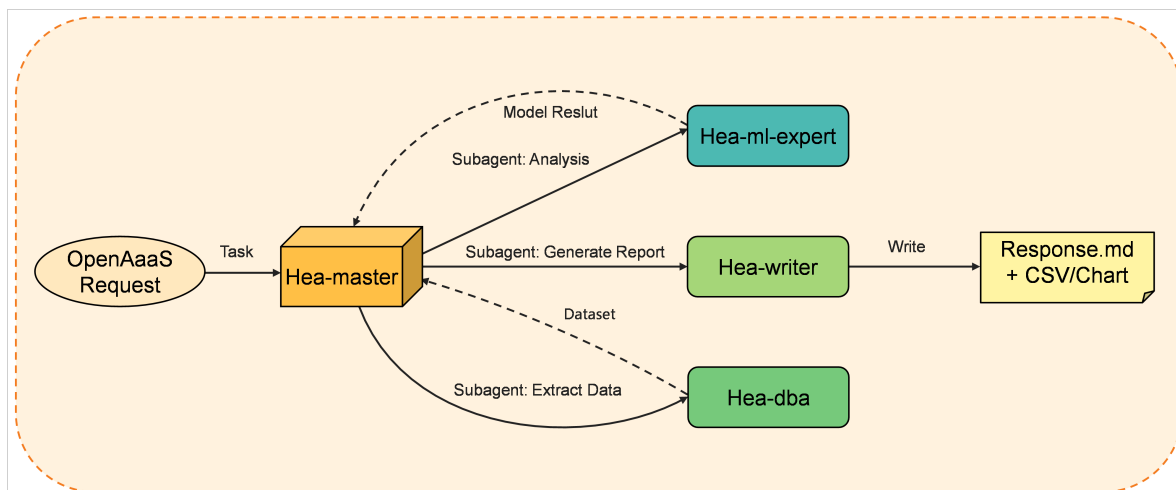 Model Reslut
Hea-ml-expert
Subagent: Analysis
OpenAaaS
Request
Task
Hea-master
Subagent: Generate Report
Hea-writer
Write
Response.md
+ CSV/Chart
Dataset
Subagent: Extract Data
Hea-dba